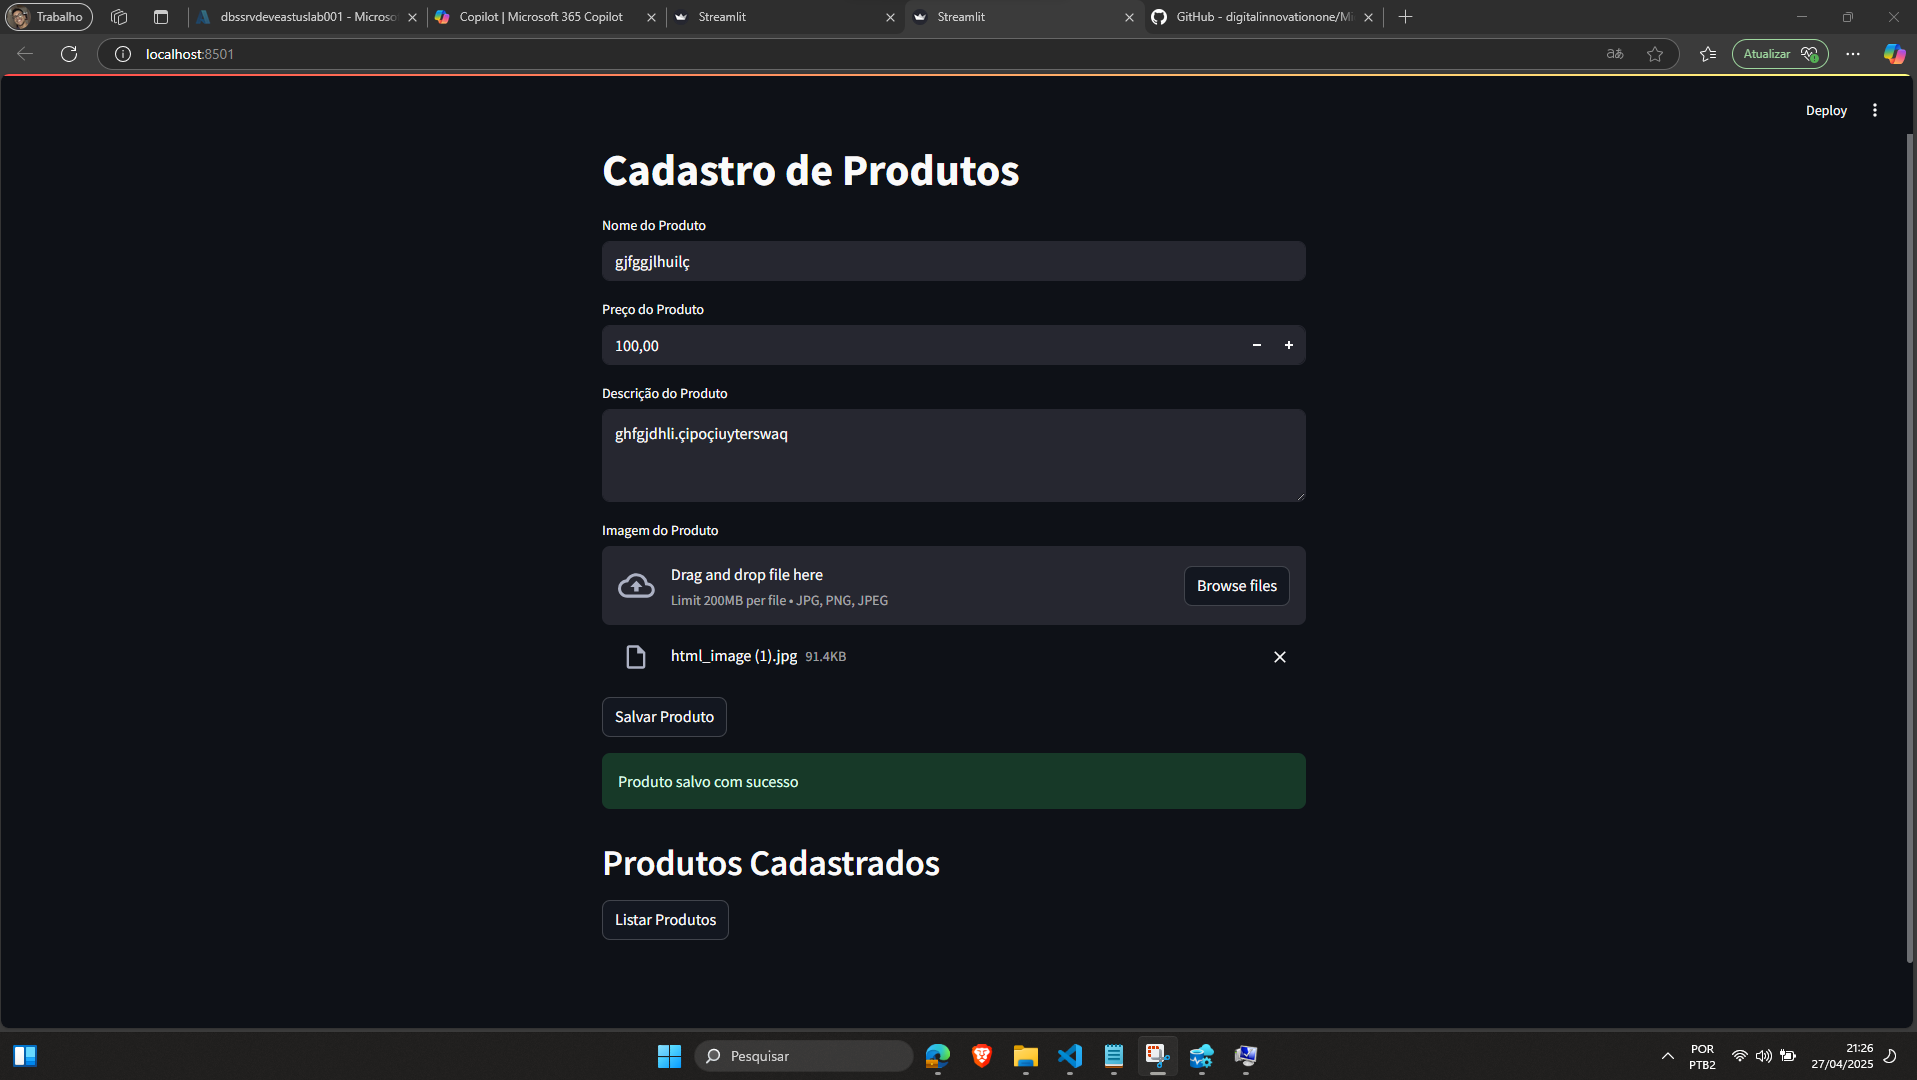 Trabalho
dbssrvdeveastuslab001 - Microso
Copilot | Microsoft 365 Copilot
Streamlit
Streamlit
GitHub - digitalinnovationone/Mi
localhost:8501
aあ
Atualizar
Deploy
Cadastro de Produtos
Nome do Produto
gjfggjlhuilç
Preço do Produto
100,00
Descrição do Produto
ghfgjdhli.çipoçiuyterswaq
Imagem do Produto
Drag and drop file here
Limit 200MB per file • JPG, PNG, JPEG
Browse files
html_image (1).jpg 91.4KB
Salvar Produto
Produto salvo com sucesso
Produtos Cadastrados
Listar Produtos
Pesquisar
POR
PTB2
21:26
27/04/2025